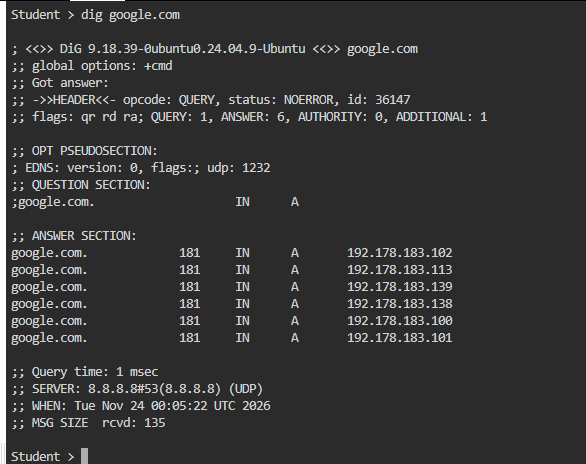 Student > dig google.com
; <<>> DiG 9.18.39-0ubuntu0.24.04.9-Ubuntu <<>> google.com
;; global options: +cmd
;; Got answer:
;; ->>HEADER<<- opcode: QUERY, status: NOERROR, id: 36147
;; flags: qr rd ra; QUERY: 1, ANSWER: 6, AUTHORITY: 0, ADDITIONAL: 1
;; OPT PSEUDOSECTION:
; EDNS: version: 0, flags:; udp: 1232
;; QUESTION SECTION:
;google.com. IN A
;; ANSWER SECTION:
google.com. 181 IN A 192.178.183.102
google.com. 181 IN A 192.178.183.113
google.com. 181 IN A 192.178.183.139
google.com. 181 IN A 192.178.183.138
google.com. 181 IN A 192.178.183.100
google.com. 181 IN A 192.178.183.101
;; Query time: 1 msec
;; SERVER: 8.8.8.8#53(8.8.8.8) (UDP)
;; WHEN: Tue Nov 24 00:05:22 UTC 2026
;; MSG SIZE rcvd: 135
Student >